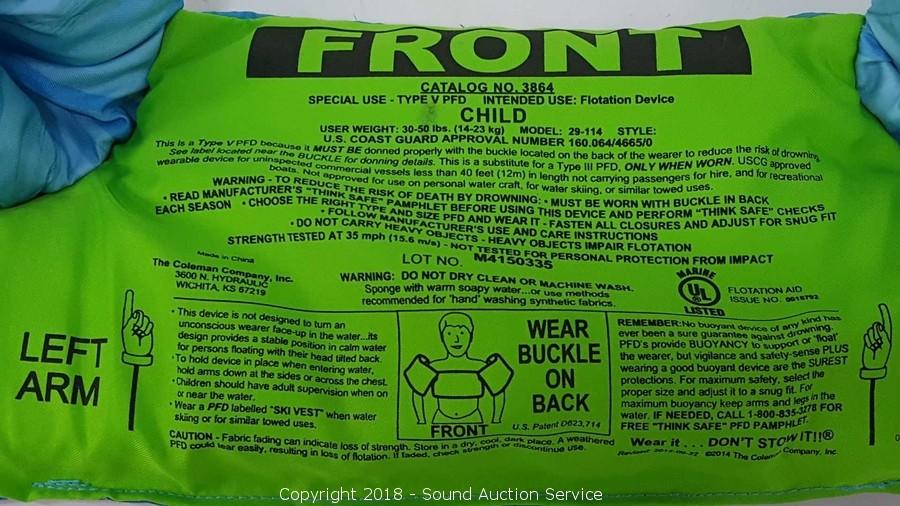 FRONT
CATALOG NO. 3864
SPECIAL USE - TYPE V PFD INTENDED USE: Flotation Device
CHILD
USER WEIGHT: 30-50 lbs. (14-23 kg) MODEL: 29-114 STYLE:
U.S. COAST GUARD APPROVAL NUMBER 160.064/4665/0
This is a Type V PFD because it MUST BE donned properly with the buckle located on the back of the wearer to reduce the risk of drowning.
See label located near the BUCKLE for donning details. This is a substitute for a Type III PFD, ONLY WHEN WORN. USCG approved
wearable device for uninspected commercial vessels less than 40 feet (12m) in length not carrying passengers for hire, and for recreational
boats. Not approved for use on personal water craft, for water skiing, or similar towed uses.
WARNING - TO REDUCE THE RISK OF DEATH BY DROWNING: • MUST BE WORN WITH BUCKLE IN BACK
• READ MANUFACTURER'S "THINK SAFE" PAMPHLET BEFORE USING THIS DEVICE AND PERFORM "THINK SAFE" CHECKS
EACH SEASON • CHOOSE THE RIGHT TYPE AND SIZE PFD AND WEAR IT - FASTEN ALL CLOSURES AND ADJUST FOR SNUG FIT
• FOLLOW MANUFACTURER'S USE AND CARE INSTRUCTIONS
• DO NOT CARRY HEAVY OBJECTS - HEAVY OBJECTS IMPAIR FLOTATION
STRENGTH TESTED AT 35 mph (15.6 m/s) - NOT TESTED FOR PERSONAL PROTECTION FROM IMPACT
LOT NO. M4150335
Made in China
The Coleman Company, Inc.
3600 N. HYDRAULIC
WICHITA, KS 67219
WARNING: DO NOT DRY CLEAN OR MACHINE WASH.
Sponge with warm soapy water...or use methods
recommended for 'hand' washing synthetic fabrics.
MARINE
UL
LISTED
FLOTATION AID
ISSUE NO.
LEFT
ARM
• This device is not designed to turn an
unconscious wearer face-up in the water...its
design provides a stable position in calm water
for persons floating with their head tilted back.
• To hold device in place when entering water,
hold arms down at the sides or across the chest.
• Children should have adult supervision when on
or near the water.
• Wear a PFD labelled "SKI VEST" when water
skiing or for similar towed uses.
FRONT
WEAR
BUCKLE
ON
BACK
U.S. Patent D623,714
REMEMBER: No buoyant device of any kind has
ever been a sure guarantee against drowning.
PFD's provide BUOYANCY to support or "float"
the wearer, but vigilance and safety-sense PLUS
wearing a good buoyant device are the SUREST
protections. For maximum safety, select the
proper size and adjust it to a snug fit. For
maximum buoyancy keep arms and legs in the
water. IF NEEDED, CALL 1-800-835-3278 FOR
FREE "THINK SAFE" PFD PAMPHLET.
Wear it . . . DON'T STOW IT!!®
©2014 The Coleman Company, Inc.
CAUTION - Fabric fading can indicate loss of strength. Store in a dry, cool, dark place. A weathered
PFD could tear easily, resulting in loss of flotation. If faded, check strength or discontinue use.
Copyright 2018 - Sound Auction Service